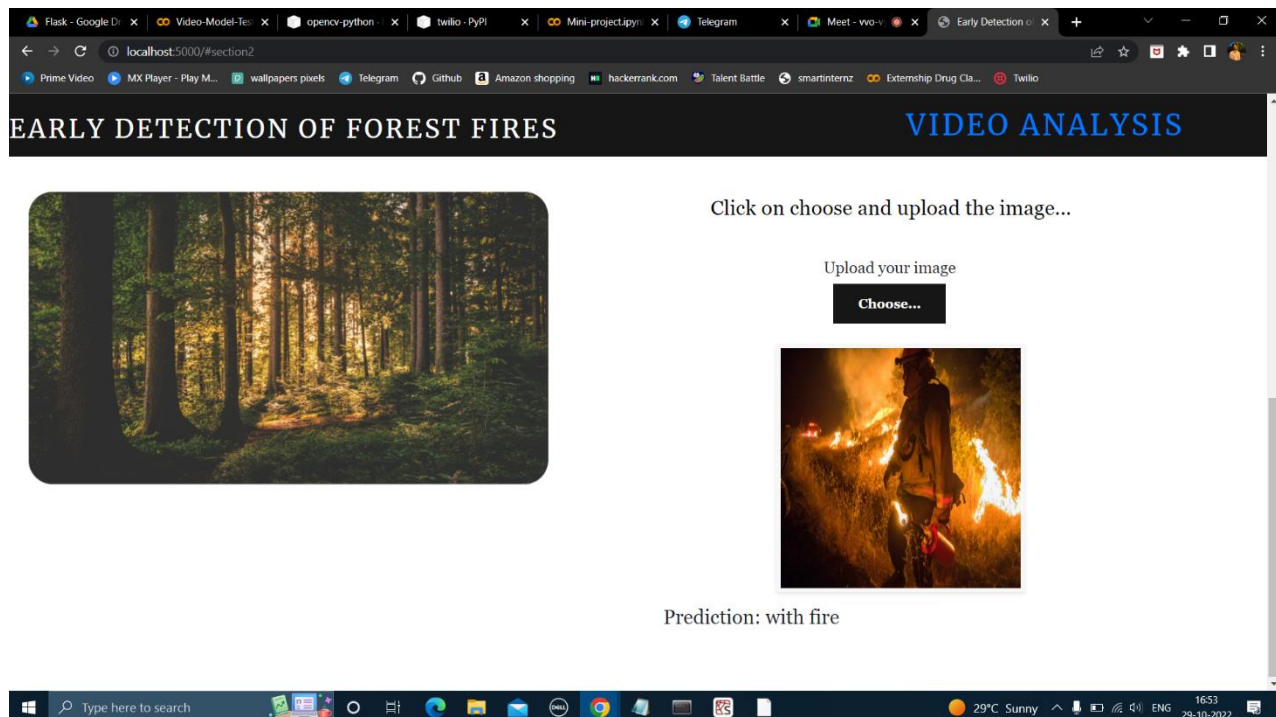 Flask - Google Dr
Video-Model-Tes
opencv-python -
twilio · PyPI
Mini-project.ipyn
Telegram
Meet - vvo-v
Early Detection o
localhost:5000/#section2
Prime Video
MX Player - Play M...
wallpapers pixels
Telegram
Github
Amazon shopping
hackerrank.com
Talent Battle
smartinternz
Externship Drug Cla...
Twilio
EARLY DETECTION OF FOREST FIRES
VIDEO ANALYSIS
Click on choose and upload the image...
Upload your image
Choose...
Prediction: with fire
Type here to search
DELL
29°C Sunny
ENG
16:53
29-10-2022